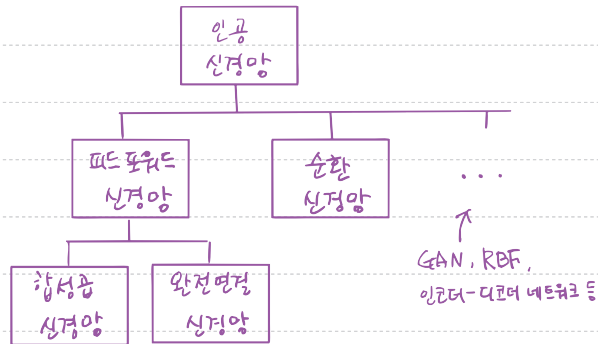 인공
신경망
피드포워드
신경망
순환
신경망
...
합성곱
신경망
완전연결
신경망
GAN, RBF,
인코더-디코더 네트워크 등